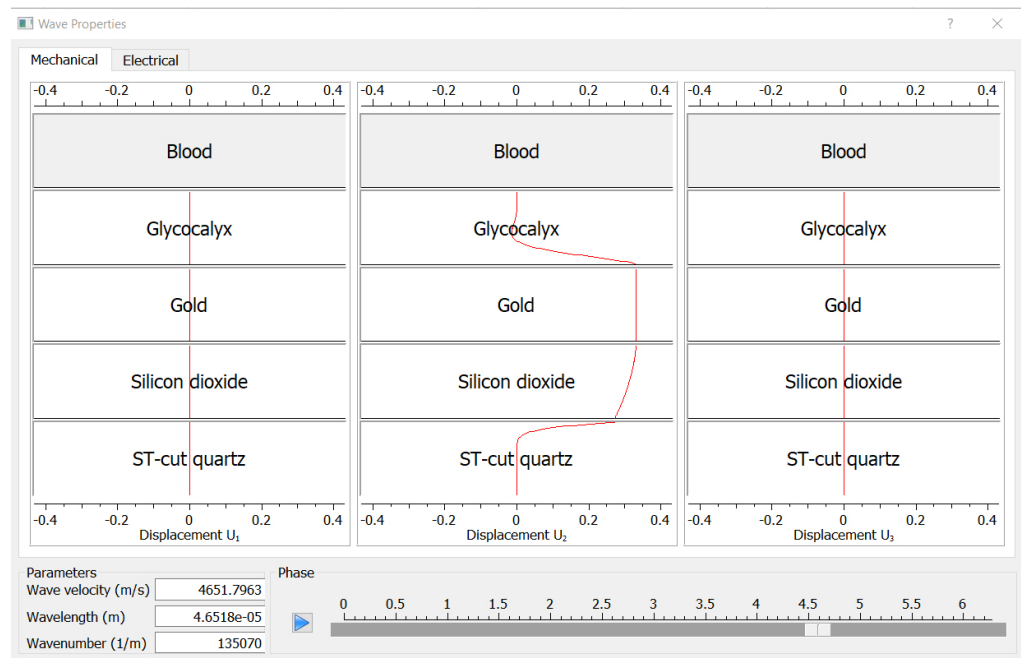 Wave Properties ? ×
Mechanical Electrical
-0.4 -0.2 0 0.2 0.4 -0.4 -0.2 0 0.2 0.4 -0.4 -0.2 0 0.2 0.4
Blood Blood Blood
Glycocalyx Glycocalyx Glycocalyx
Gold Gold Gold
Silicon dioxide Silicon dioxide Silicon dioxide
ST-cut quartz ST-cut quartz ST-cut quartz
-0.4 -0.2 0 0.2 0.4 -0.4 -0.2 0 0.2 0.4 -0.4 -0.2 0 0.2 0.4
Displacement U₁ Displacement U₂ Displacement U₃
Parameters Phase
Wave velocity (m/s) 4651.7963
0 0.5 1 1.5 2 2.5 3 3.5 4 4.5 5 5.5 6
Wavelength (m) 4.6518e-05
Wavenumber (1/m) 135070